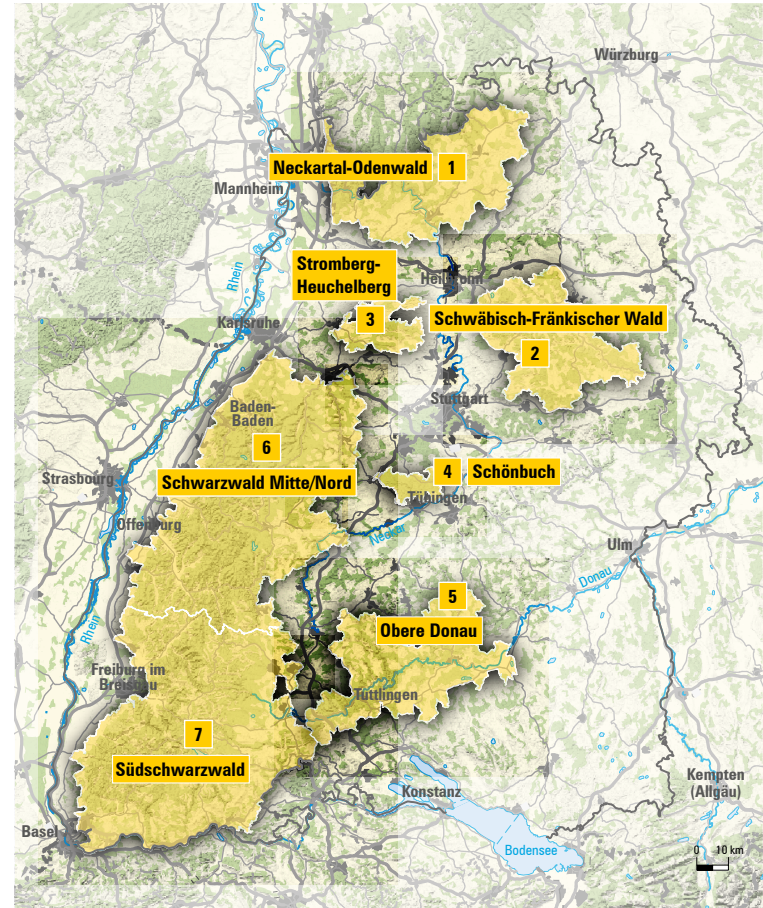 Würzburg
Neckartal-Odenwald 1
Mannheim
Stromberg-
Heuchelberg
Heilbronn
Rhein
3
Karlsruhe
Schwäbisch-Fränkischer Wald
2
Stuttgart
Baden-
Baden
6
Schwarzwald Mitte/Nord
4 Schönbuch
Tübingen
Strasbourg
Offenburg
Neckar
Ulm
Donau
5
Obere Donau
Rhein
Freiburg im
Breisgau
Tuttlingen
7
Südschwarzwald
Konstanz
Kempten
(Allgäu)
Basel
Bodensee
0 10 km